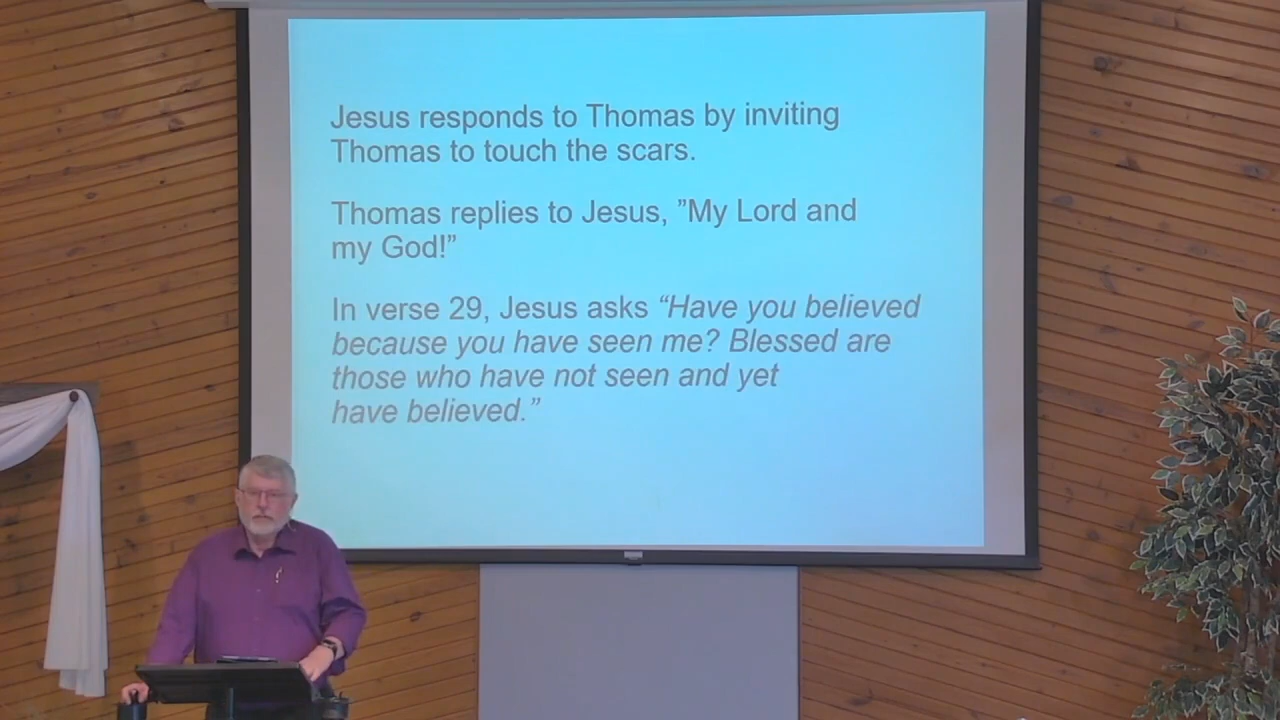 Jesus responds to Thomas by inviting
Thomas to touch the scars.
Thomas replies to Jesus, ”My Lord and
my God!”
In verse 29, Jesus asks “Have you believed
because you have seen me? Blessed are
those who have not seen and yet
have believed.”